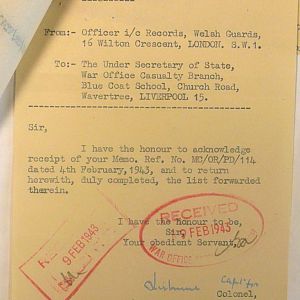 From:- Officer i/c Records, Welsh Guards,
16 Wilton Crescent, LONDON. S.W.1.
To:- The Under Secretary of State,
War Office Casualty Branch,
Blue Coat School, Church Road,
Wavertree, LIVERPOOL 15.
Sir,
I have the honour to acknowledge
receipt of your Memo. Ref. No. MC/OR/PD/114
dated 4th February, 1943, and to return
herewith, duly completed, the list forwarded
therein.
I have the honour to be,
Sir,
Your obedient Servant,
RECEIVED
9 FEB 1943
WAR OFFICE
9 FEB 1943
Capt for
Colonel,